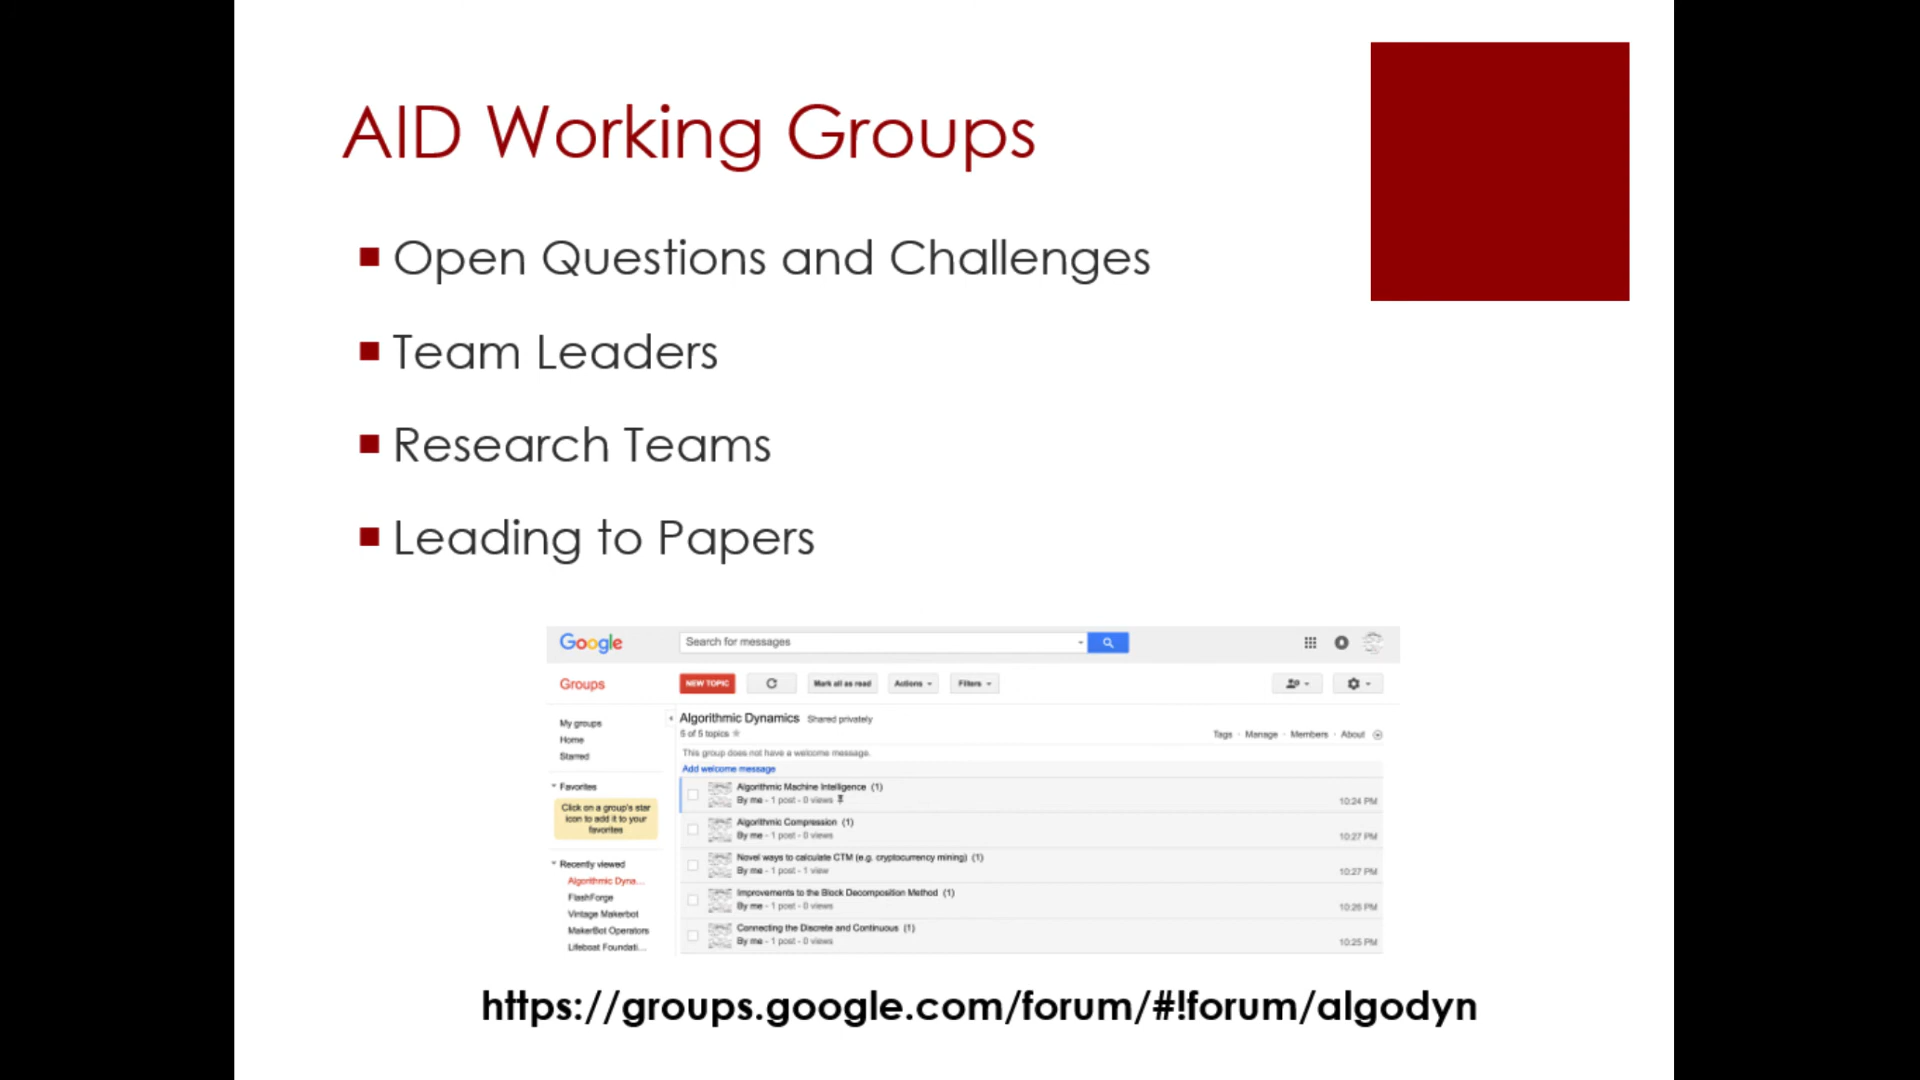 AID Working Groups
Open Questions and Challenges
Team Leaders
Research Teams
Leading to Papers
Google
Search for messages
Groups
NEW TOPIC
Mark all as read
Actions
Filters
My groups
Home
Starred
Favorites
Click on a group's star
icon to add it to your
favorites
Recently viewed
Algorithmic Dyna...
FlashForge
Vintage Makerbot
MakerBot Operators
Lifeboat Foundati...
Algorithmic Dynamics Shared privately
5 of 5 topics
Tags · Manage · Members · About
This group does not have a welcome message.
Add welcome message
Algorithmic Machine Intelligence (1)
By me - 1 post - 0 views
10:24 PM
Algorithmic Compression (1)
By me - 1 post - 0 views
10:27 PM
Novel ways to calculate CTM (e.g. cryptocurrency mining) (1)
By me - 1 post - 1 view
10:27 PM
Improvements to the Block Decomposition Method (1)
By me - 1 post - 0 views
10:26 PM
Connecting the Discrete and Continuous (1)
By me - 1 post - 0 views
10:25 PM
https://groups.google.com/forum/#!forum/algodyn